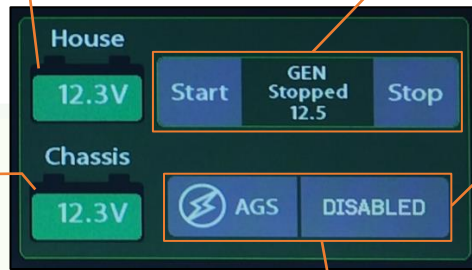 House
12.3V
Start
GEN
Stopped
12.5
Stop
Chassis
12.3V
AGS
DISABLED